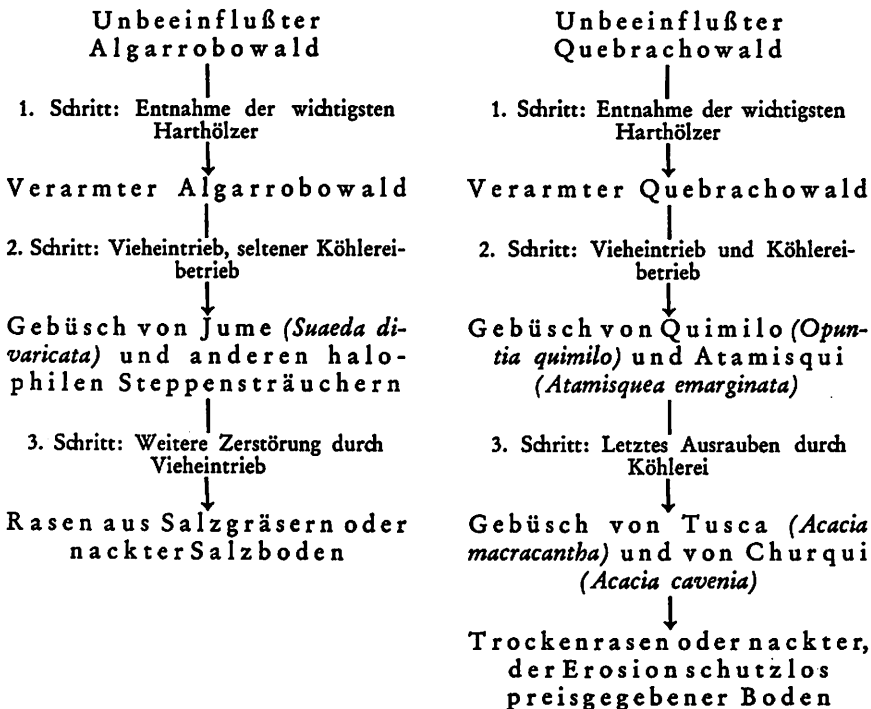 Unbeeinflußter
Algarrobowald
1. Schritt: Entnahme der wichtigsten
Harthölzer
Verarmter Algarrobowald
2. Schritt: Vieheintrieb, seltener Köhlerei-
betrieb
Gebüsch von Jume (Suaeda di-
varicata) und anderen halo-
philen Steppensträuchern
3. Schritt: Weitere Zerstörung durch
Vieheintrieb
Rasen aus Salzgräsern oder
nackter Salzboden
Unbeeinflußter
Quebrachowald
1. Schritt: Entnahme der wichtigsten
Harthölzer
Verarmter Quebrachowald
2. Schritt: Vieheintrieb und Köhlerei-
betrieb
Gebüsch von Quimilo (Opun-
tia quimilo) und Atamisqui
(Atamisquea emarginata)
3. Schritt: Letztes Ausrauben durch
Köhlerei
Gebüsch von Tusca (Acacia
macracantha) und von Churqui
(Acacia cavenia)
Trockenrasen oder nackter,
der Erosion schutzlos
preisgegebener Boden